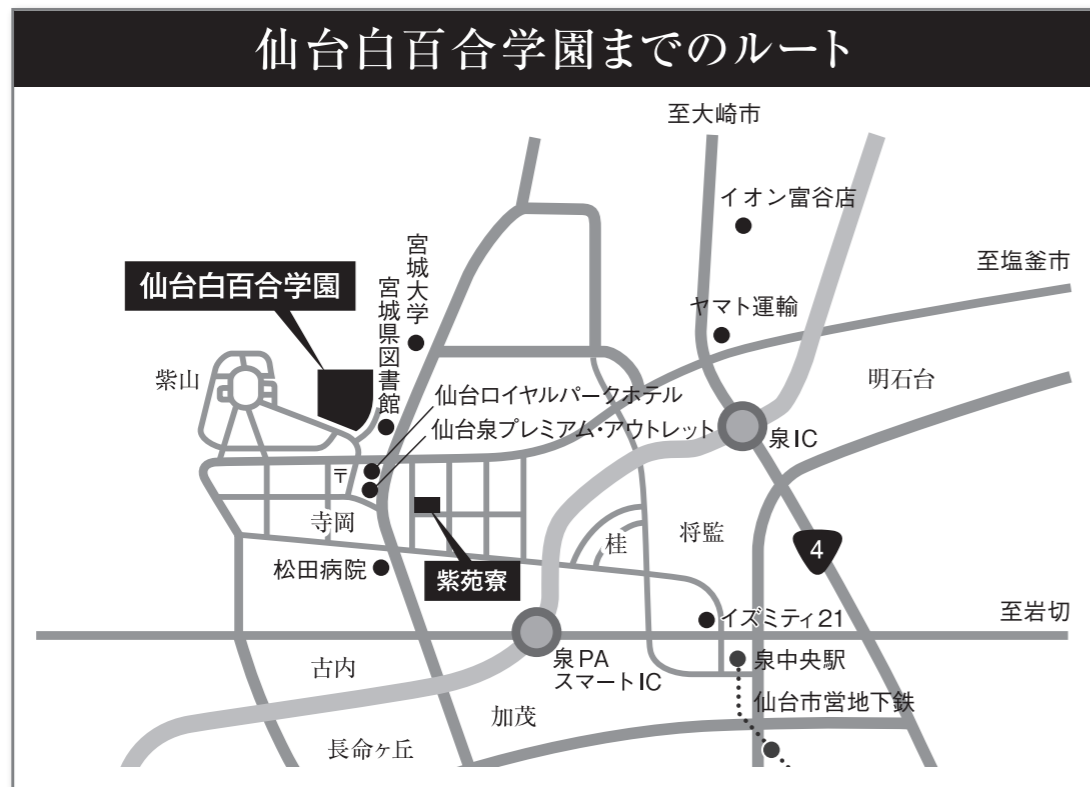 仙台白百合学園までのルート
至大崎市
イオン富谷店
至塩釜市
宮城大学
仙台白百合学園
宮城県図書館
ヤマト運輸
紫山
明石台
仙台ロイヤルパークホテル
仙台泉プレミアム・アウトレット
泉IC
〒
寺岡
桂
将監
4
松田病院
紫苑寮
イズミティ21
至岩切
泉PA
スマートIC
泉中央駅
古内
仙台市営地下鉄
加茂
長命ヶ丘